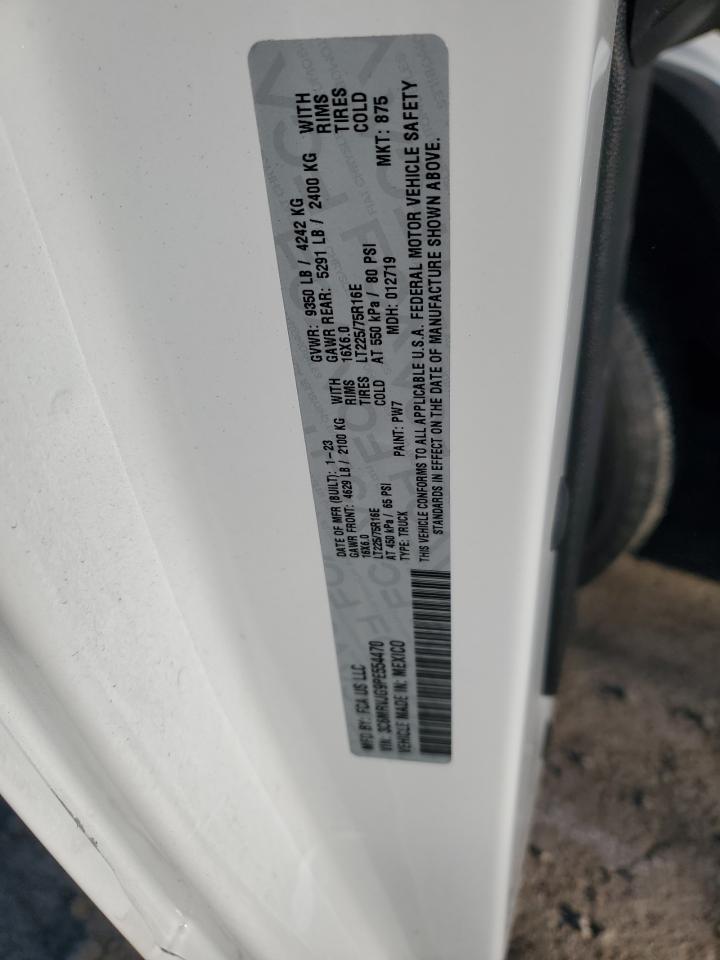 MFD BY: FCA US LLC
DATE OF MFR (BUILT): 1-23
GVWR: 9350 LB / 4242 KG
GAWR FRONT: 4629 LB / 2100 KG WITH
16X6.0 RIMS
LT225/75R16E TIRES
AT 450 kPa / 65 PSI COLD
GAWR REAR: 5291 LB / 2400 KG WITH
16X6.0 RIMS
LT225/75R16E TIRES
AT 550 kPa / 80 PSI COLD
VIN: 3C6MRVJG9PE554470
TYPE: TRUCK
PAINT: PW7
MDH: 012719
MKT: 875
VEHICLE MADE IN: MEXICO
THIS VEHICLE CONFORMS TO ALL APPLICABLE U.S.A. FEDERAL MOTOR VEHICLE SAFETY
STANDARDS IN EFFECT ON THE DATE OF MANUFACTURE SHOWN ABOVE.